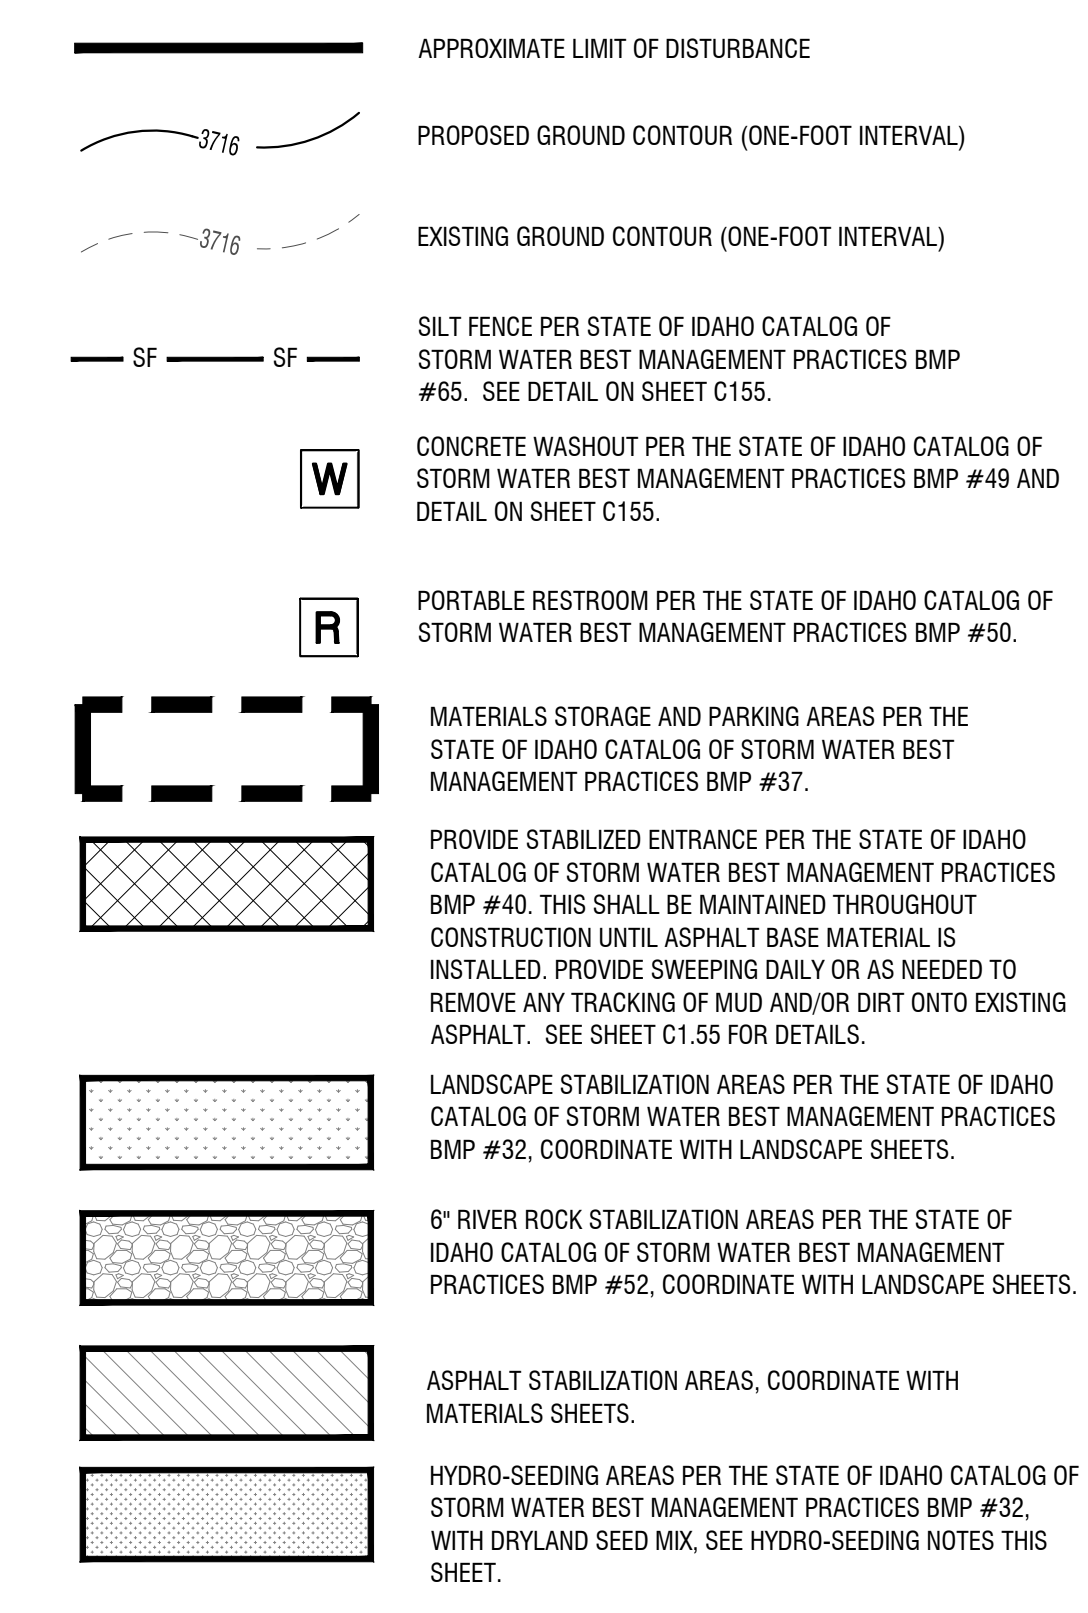 APPROXIMATE LIMIT OF DISTURBANCE
3716
PROPOSED GROUND CONTOUR (ONE-FOOT INTERVAL)
3716
EXISTING GROUND CONTOUR (ONE-FOOT INTERVAL)
SF SF
SILT FENCE PER STATE OF IDAHO CATALOG OF
STORM WATER BEST MANAGEMENT PRACTICES BMP
#65. SEE DETAIL ON SHEET C155.
W
CONCRETE WASHOUT PER THE STATE OF IDAHO CATALOG OF
STORM WATER BEST MANAGEMENT PRACTICES BMP #49 AND
DETAIL ON SHEET C155.
R
PORTABLE RESTROOM PER THE STATE OF IDAHO CATALOG OF
STORM WATER BEST MANAGEMENT PRACTICES BMP #50.
MATERIALS STORAGE AND PARKING AREAS PER THE
STATE OF IDAHO CATALOG OF STORM WATER BEST
MANAGEMENT PRACTICES BMP #37.
PROVIDE STABILIZED ENTRANCE PER THE STATE OF IDAHO
CATALOG OF STORM WATER BEST MANAGEMENT PRACTICES
BMP #40. THIS SHALL BE MAINTAINED THROUGHOUT
CONSTRUCTION UNTIL ASPHALT BASE MATERIAL IS
INSTALLED. PROVIDE SWEEPING DAILY OR AS NEEDED TO
REMOVE ANY TRACKING OF MUD AND/OR DIRT ONTO EXISTING
ASPHALT. SEE SHEET C1.55 FOR DETAILS.
LANDSCAPE STABILIZATION AREAS PER THE STATE OF IDAHO
CATALOG OF STORM WATER BEST MANAGEMENT PRACTICES
BMP #32, COORDINATE WITH LANDSCAPE SHEETS.
6" RIVER ROCK STABILIZATION AREAS PER THE STATE OF
IDAHO CATALOG OF STORM WATER BEST MANAGEMENT
PRACTICES BMP #52, COORDINATE WITH LANDSCAPE SHEETS.
ASPHALT STABILIZATION AREAS, COORDINATE WITH
MATERIALS SHEETS.
HYDRO-SEEDING AREAS PER THE STATE OF IDAHO CATALOG OF
STORM WATER BEST MANAGEMENT PRACTICES BMP #32,
WITH DRYLAND SEED MIX, SEE HYDRO-SEEDING NOTES THIS
SHEET.